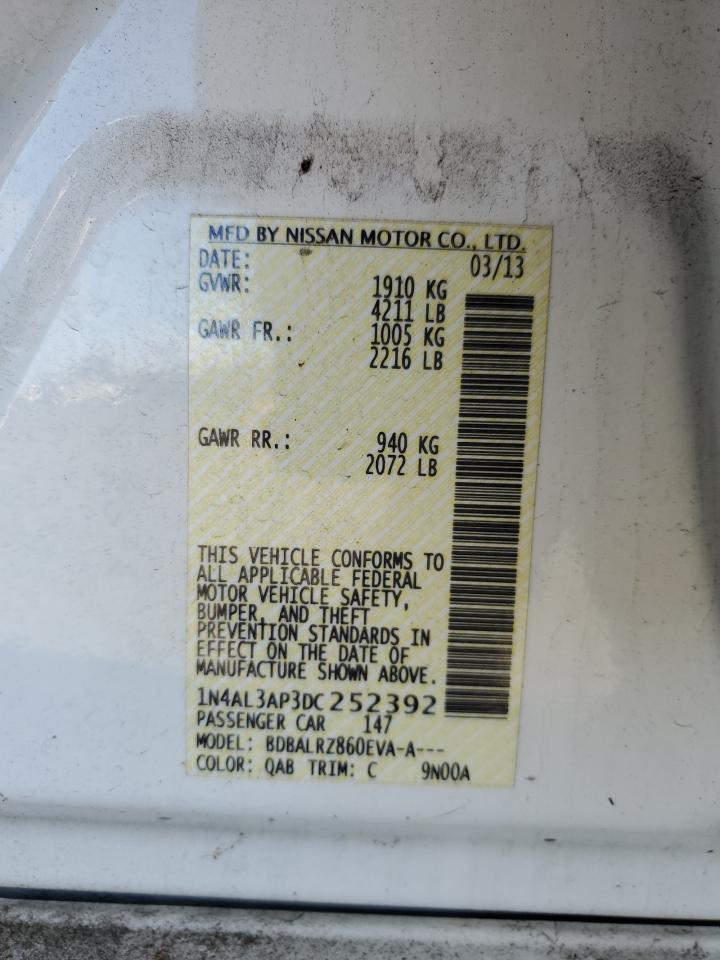 MFD BY NISSAN MOTOR CO., LTD.
DATE: 03/13
GVWR: 1910 KG
4211 LB
GAWR FR.: 1005 KG
2216 LB
GAWR RR.: 940 KG
2072 LB
THIS VEHICLE CONFORMS TO
ALL APPLICABLE FEDERAL
MOTOR VEHICLE SAFETY,
BUMPER, AND THEFT
PREVENTION STANDARDS IN
EFFECT ON THE DATE OF
MANUFACTURE SHOWN ABOVE.
1N4AL3AP3DC252392
PASSENGER CAR 147
MODEL: BDBALRZ860EVA-A---
COLOR: QAB TRIM: C 9N00A